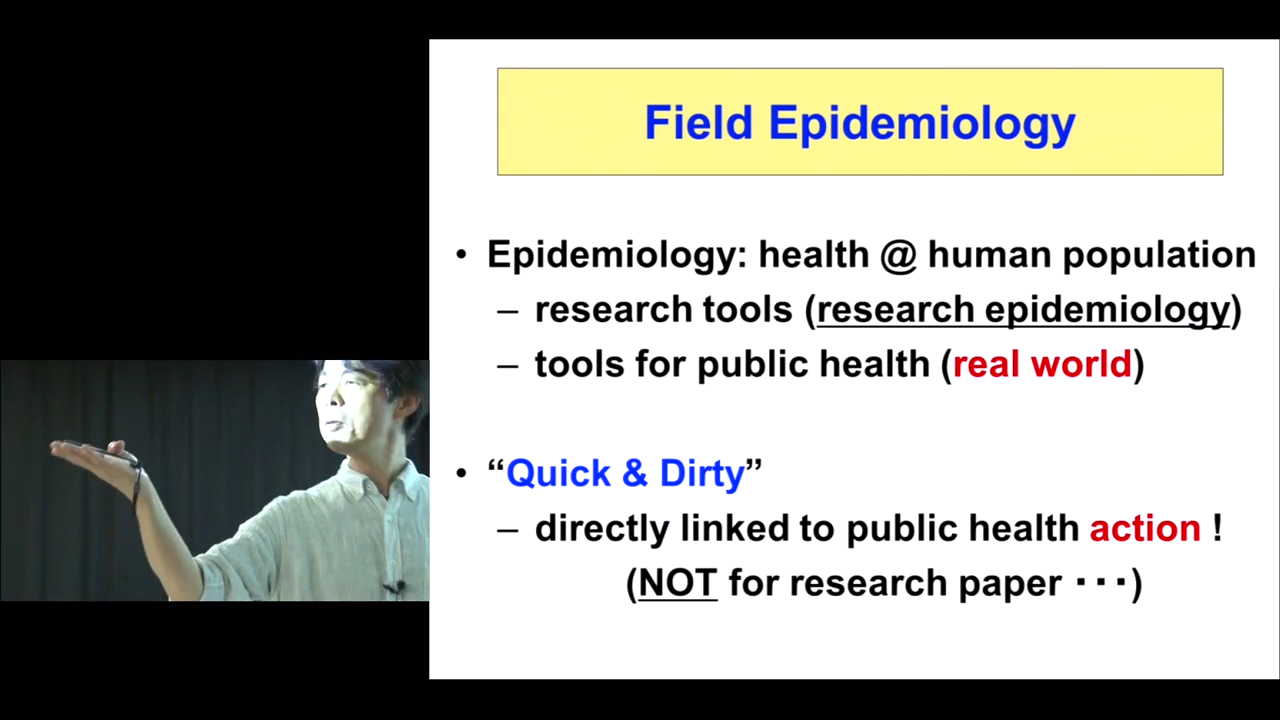 Field Epidemiology
• Epidemiology: health @ human population
– research tools (research epidemiology)
– tools for public health (real world)
• “Quick & Dirty”
– directly linked to public health action !
(NOT for research paper ･･･)